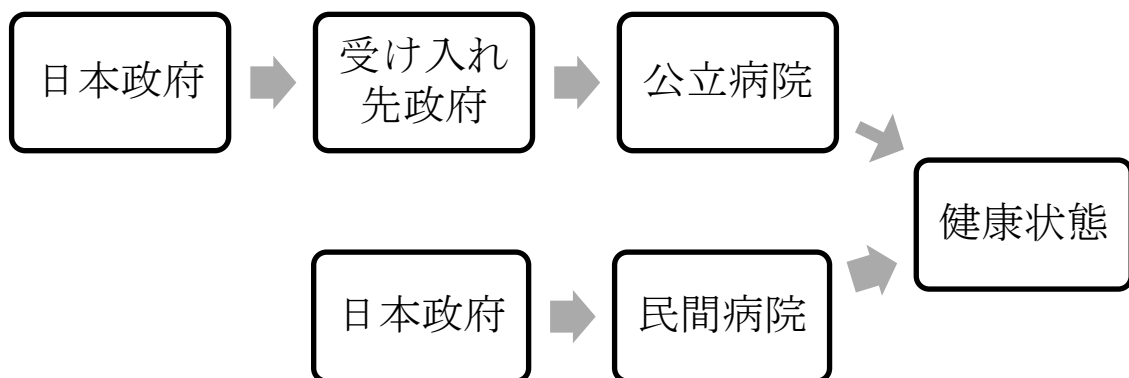 日本政府
受け入れ
先政府
公立病院
健康状態
日本政府
民間病院